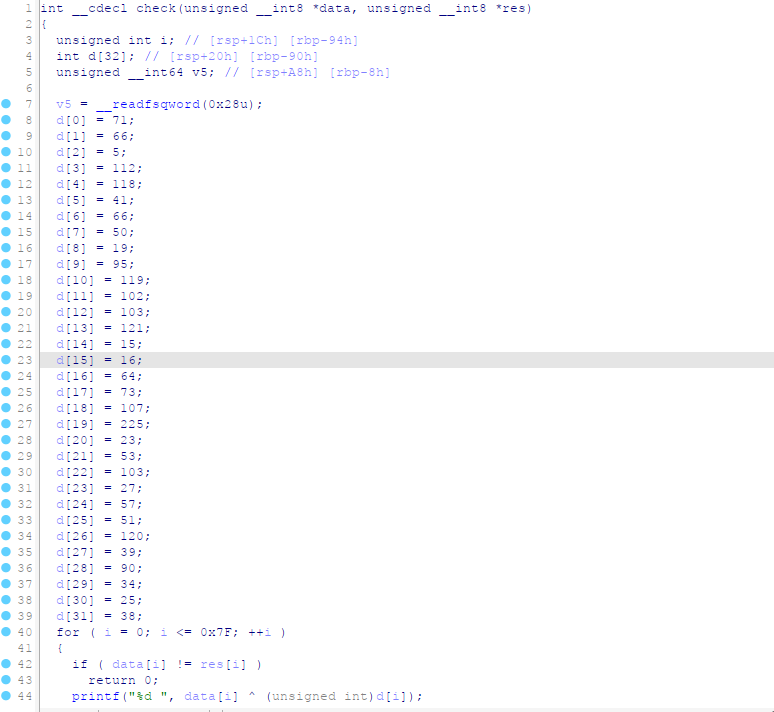 1 int __cdecl check(unsigned __int8 *data, unsigned __int8 *res)
2 {
3 unsigned int i; // [rsp+1Ch] [rbp-94h]
4 int d[32]; // [rsp+20h] [rbp-90h]
5 unsigned __int64 v5; // [rsp+A8h] [rbp-8h]
6
7 v5 = __readfsqword(0x28u);
8 d[0] = 71;
9 d[1] = 66;
10 d[2] = 5;
11 d[3] = 112;
12 d[4] = 118;
13 d[5] = 41;
14 d[6] = 66;
15 d[7] = 50;
16 d[8] = 19;
17 d[9] = 95;
18 d[10] = 119;
19 d[11] = 102;
20 d[12] = 103;
21 d[13] = 121;
22 d[14] = 15;
23 d[15] = 16;
24 d[16] = 64;
25 d[17] = 73;
26 d[18] = 107;
27 d[19] = 225;
28 d[20] = 23;
29 d[21] = 53;
30 d[22] = 103;
31 d[23] = 27;
32 d[24] = 57;
33 d[25] = 51;
34 d[26] = 120;
35 d[27] = 39;
36 d[28] = 90;
37 d[29] = 34;
38 d[30] = 25;
39 d[31] = 38;
40 for ( i = 0; i <= 0x7F; ++i )
41 {
42 if ( data[i] != res[i] )
43 return 0;
44 printf("%d ", data[i] ^ (unsigned int)d[i]);